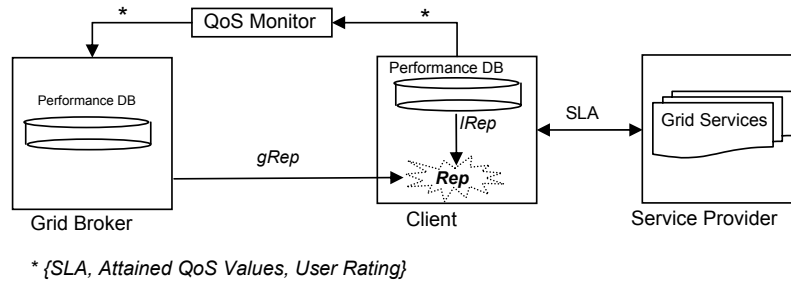 *
QoS Monitor
*
Performance DB
Performance DB
lRep
SLA
Grid Services
gRep
Rep
Grid Broker
Client
Service Provider
* {SLA, Attained QoS Values, User Rating}